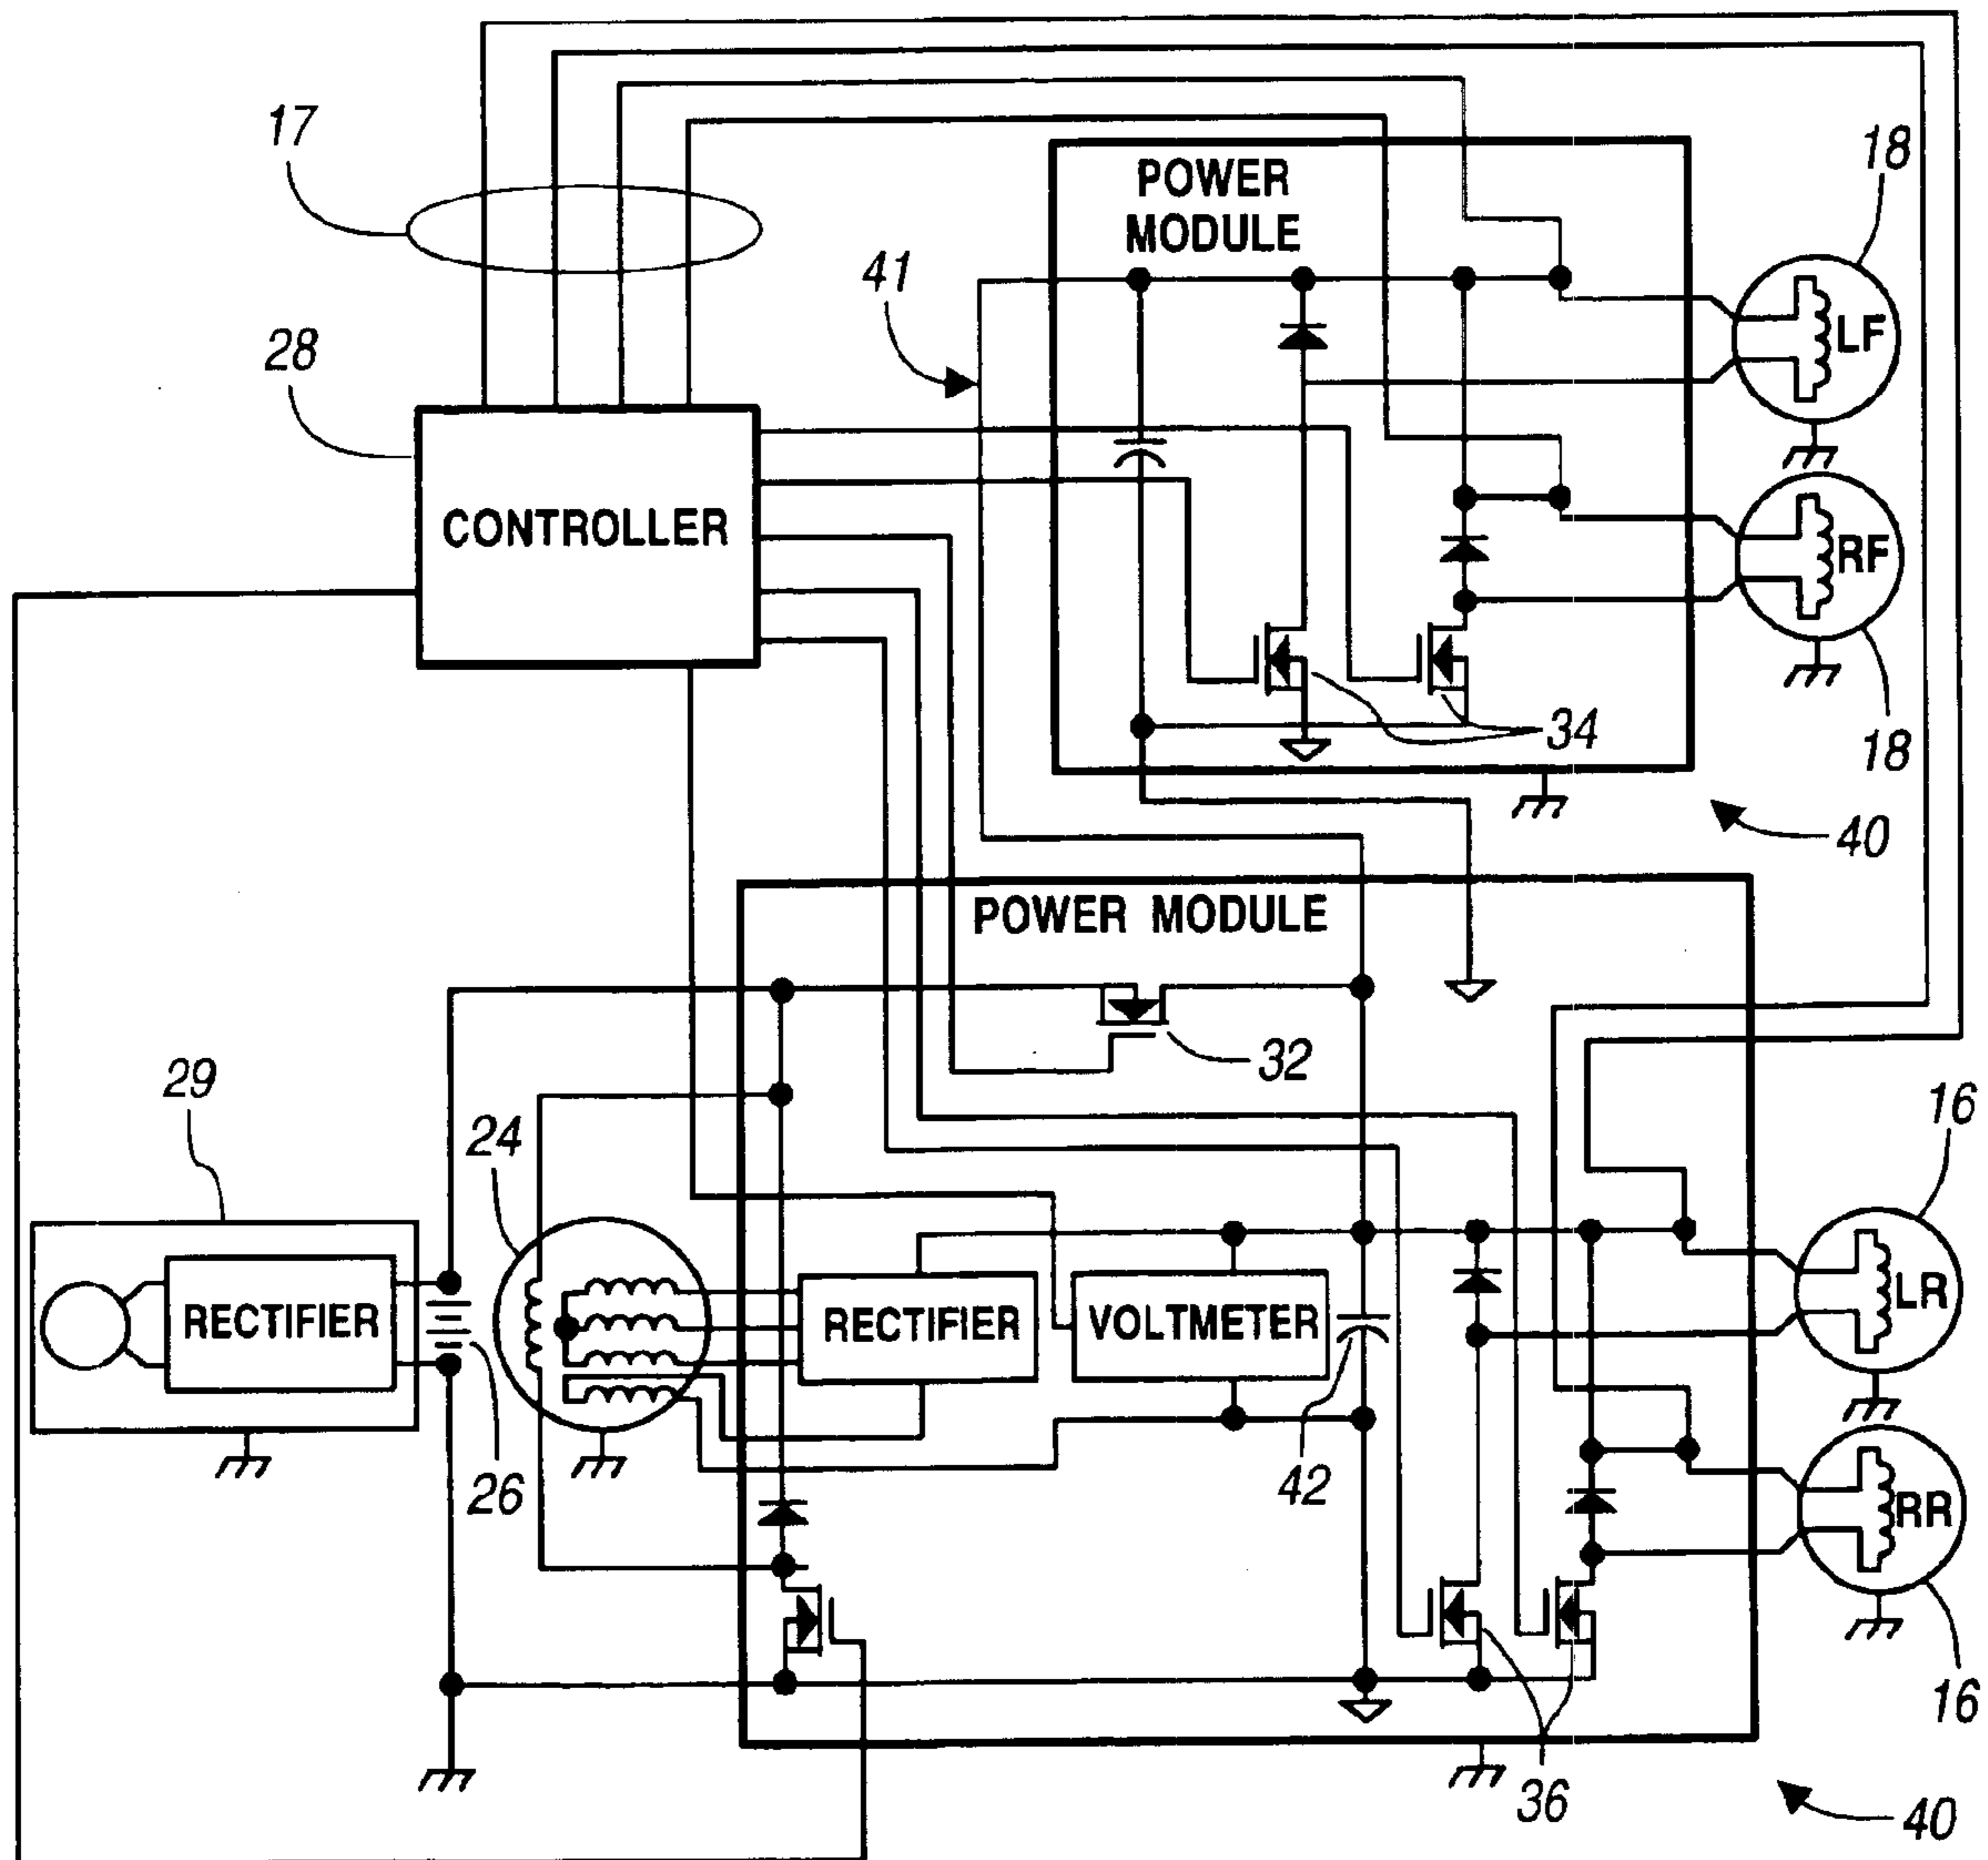 17
POWER
MODULE
18
41
LF
28
CONTROLLER
RF
34
18
40
POWER MODULE
32
29
24
16
RECTIFIER
RECTIFIER
VOLTMETER
LR
26
42
RR
16
36
40